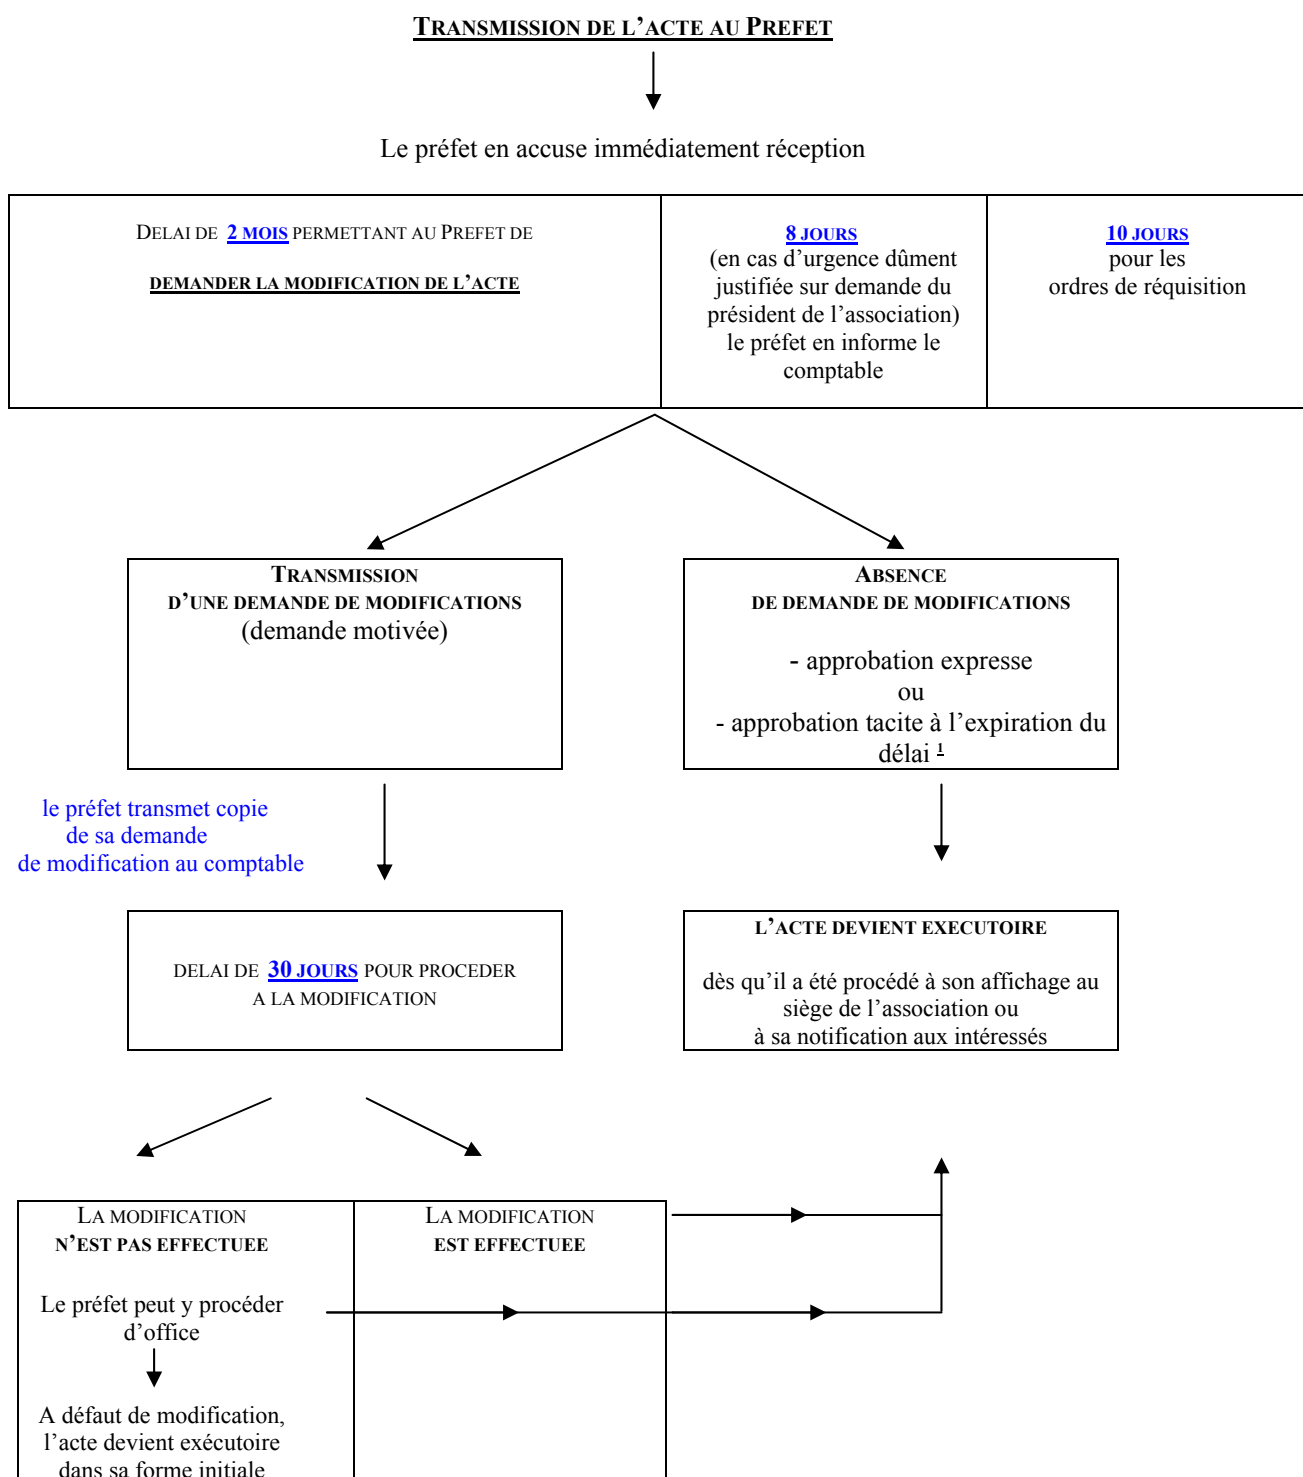 TRANSMISSION DE L’ACTE AU PREFET
Le préfet en accuse immédiatement réception
DELAI DE 2 MOIS PERMETTANT AU PREFET DE
DEMANDER LA MODIFICATION DE L’ACTE
8 JOURS
(en cas d’urgence dûment
justifiée sur demande du
président de l’association)
le préfet en informe le
comptable
10 JOURS
pour les
ordres de réquisition
TRANSMISSION
D’UNE DEMANDE DE MODIFICATIONS
(demande motivée)
ABSENCE
DE DEMANDE DE MODIFICATIONS
- approbation expresse
ou
- approbation tacite à l’expiration du
délai 1
le préfet transmet copie
de sa demande
de modification au comptable
DELAI DE 30 JOURS POUR PROCEDER
A LA MODIFICATION
L’ACTE DEVIENT EXECUTOIRE
dès qu’il a été procédé à son affichage au
siège de l’association ou
à sa notification aux intéressés
LA MODIFICATION
N’EST PAS EFFECTUEE
Le préfet peut y procéder
d’office
A défaut de modification,
l’acte devient exécutoire
dans sa forme initiale
LA MODIFICATION
EST EFFECTUEE